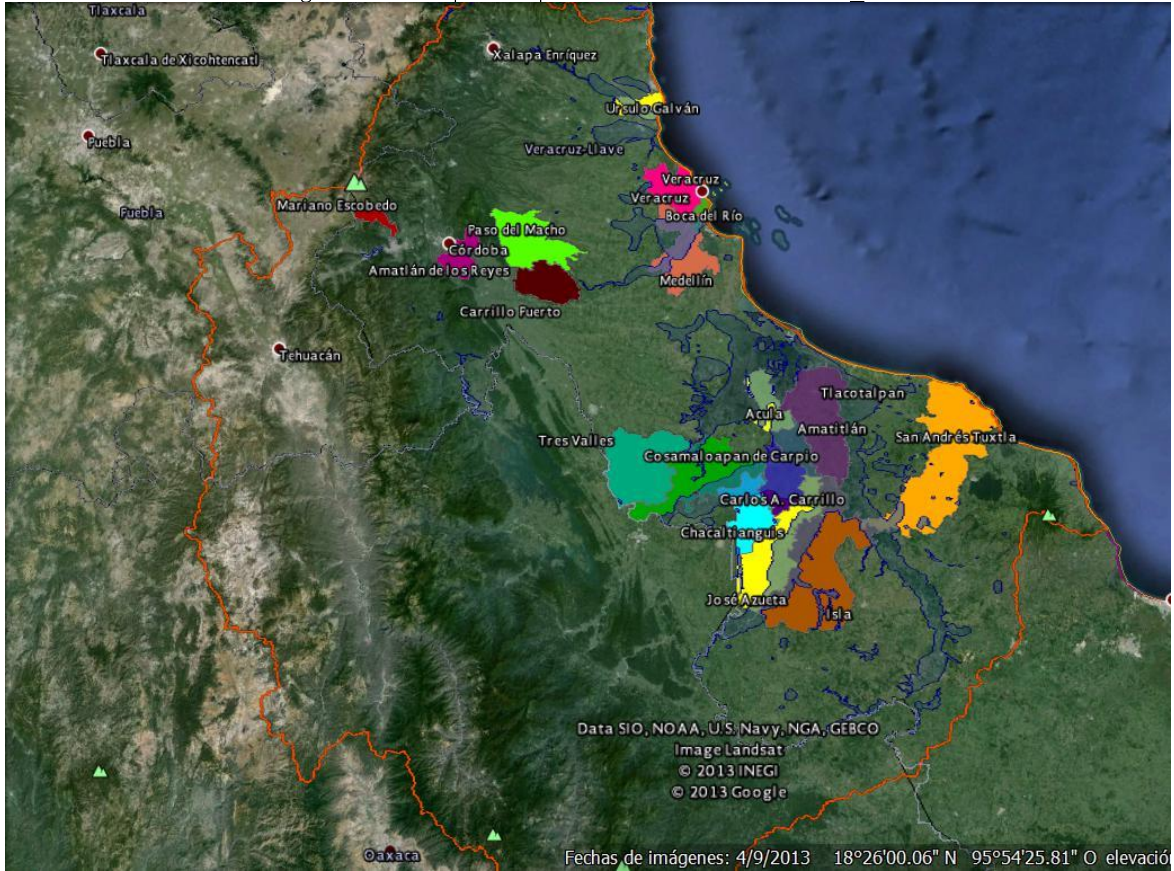 Tlaxcala
Tlaxcala de Xicohtencatl
Xalapa Enríquez
Ursulo Galván
Puebla
Veracruz-Llave
Veracruz
Veracruz
Puebla
Mariano Escobedo
Boca del Río
Paso del Macho
Córdoba
Amatlán de los Reyes
Medellín
Carrillo Puerto
Tehuacán
Tlacotalpan
Acula
Amatitlán
San Andrés Tuxtla
Tres Valles
Cosamaloapan de Carpio
Carlos A. Carrillo
Chacaltianguis
José Azueta
Isla
Data SIO, NOAA, U.S. Navy, NGA, GEBCO
Image Landsat
© 2013 INEGI
© 2013 Google
Oaxaca
Fechas de imágenes: 4/9/2013 18°26'00.06" N 95°54'25.81" O elevación